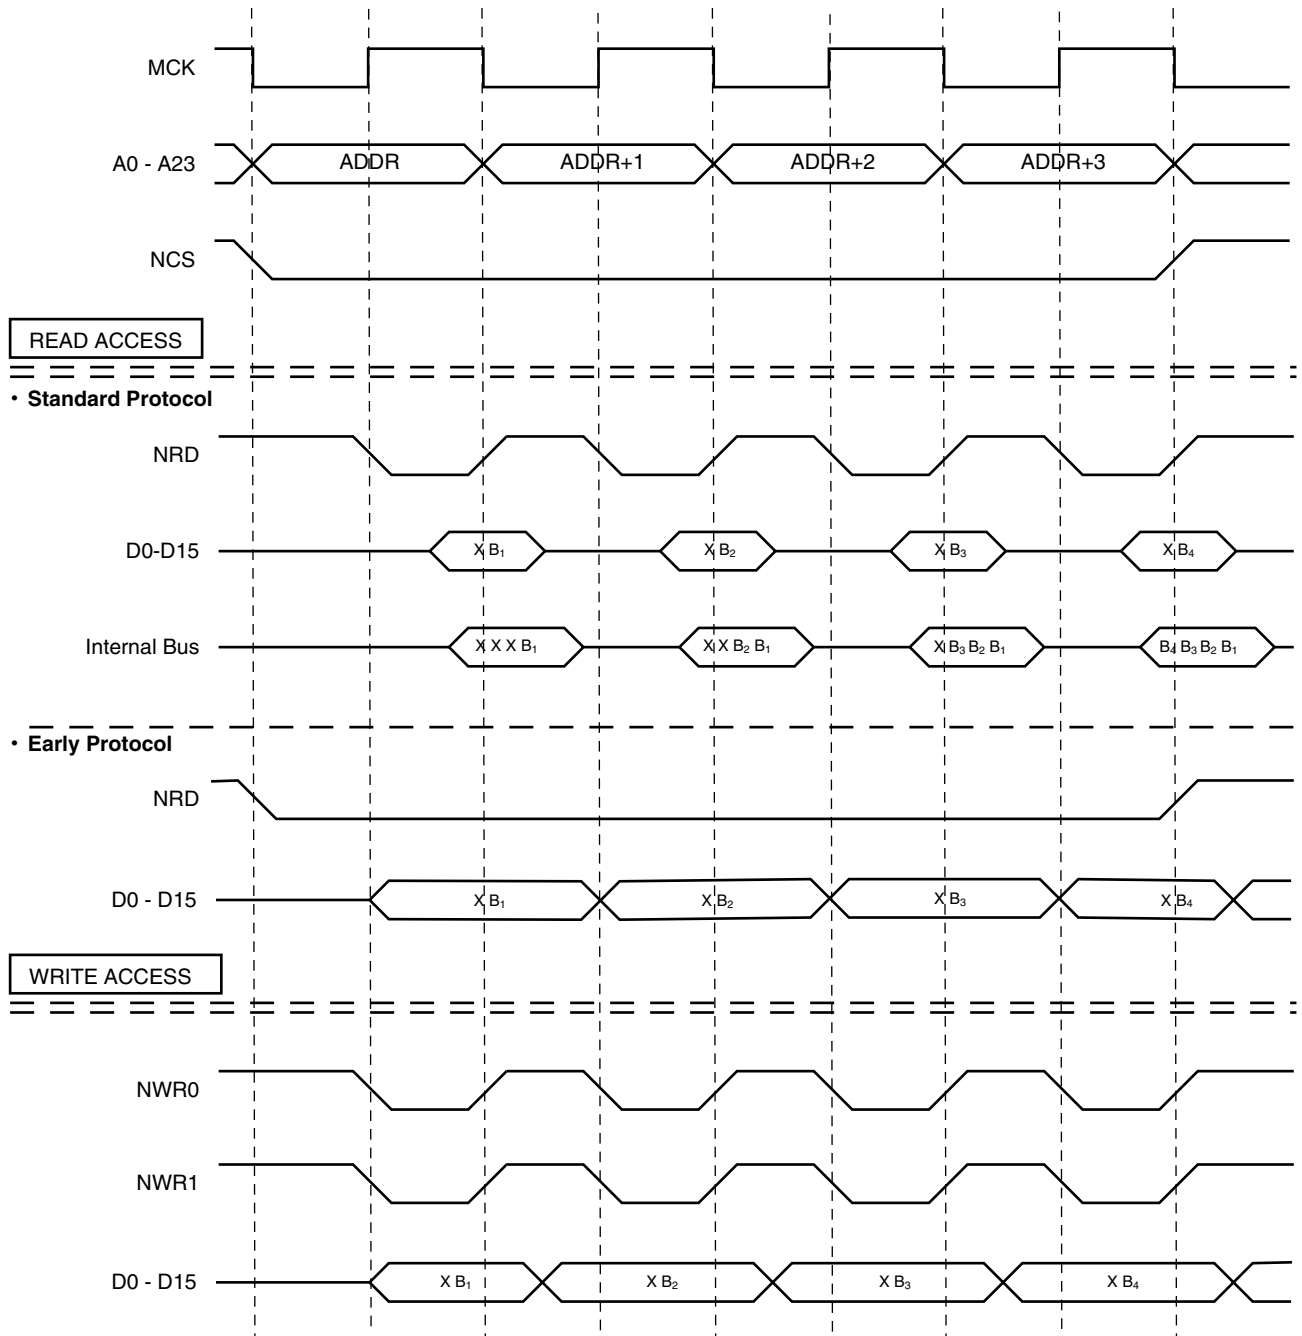 MCK
A0 - A23 ADDR ADDR+1 ADDR+2 ADDR+3
NCS
READ ACCESS
• Standard Protocol
NRD
D0-D15 X B₁ X B₂ X B₃ X B₄
Internal Bus X X X B₁ X X B₂ B₁ X B₃ B₂ B₁ B₄ B₃ B₂ B₁
• Early Protocol
NRD
D0 - D15 X B₁ X B₂ X B₃ X B₄
WRITE ACCESS
NWR0
NWR1
D0 - D15 X B₁ X B₂ X B₃ X B₄